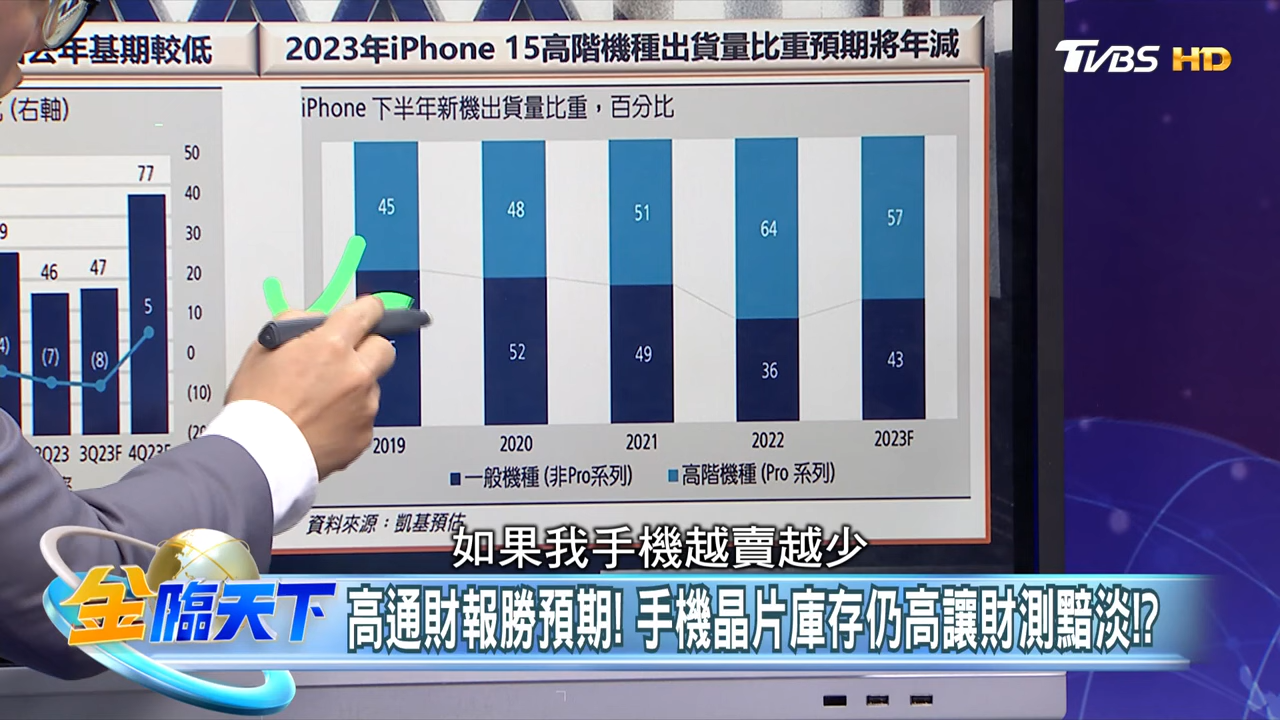 去年基期較低
2023年iPhone 15高階機種出貨量比重預期將年減
TVBS HD
(右軸)
iPhone 下半年新機出貨量比重，百分比
50
40
30
20
10
0
(10)
77
9
46
47
5
4)
(7)
(8)
3Q23F
4Q23F
45
48
51
64
57
52
49
36
43
2019
2020
2021
2022
2023F
一般機種 (非Pro系列)
高階機種 (Pro 系列)
資料來源：凱基預估
如果我手機越賣越少
金臨天下
高通財報勝預期! 手機晶片庫存仍高讓財測黯淡!?